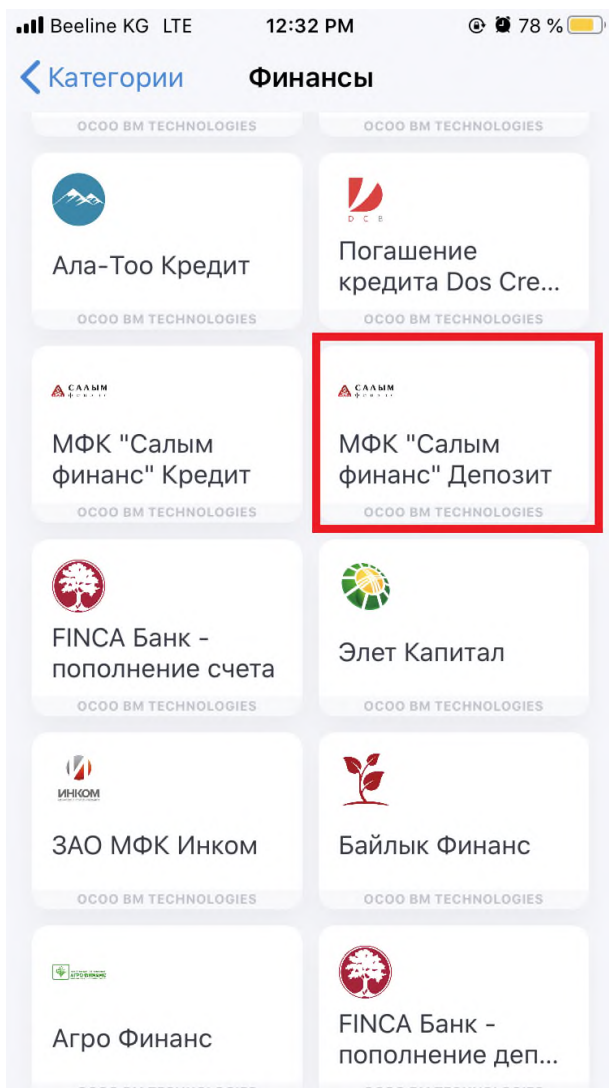 Beeline KG LTE 12:32 PM 78 %
Категории Финансы
ОСОО BM TECHNOLOGIES
ОСОО BM TECHNOLOGIES
Ала-Тоо Кредит
ОСОО BM TECHNOLOGIES
D C B
Погашение
кредита Dos Cre...
ОСОО BM TECHNOLOGIES
САЛЫМ
финанс
МФК "Салым
финанс" Кредит
ОСОО BM TECHNOLOGIES
САЛЫМ
финанс
МФК "Салым
финанс" Депозит
ОСОО BM TECHNOLOGIES
FINCA Банк -
пополнение счета
ОСОО BM TECHNOLOGIES
Элет Капитал
ОСОО BM TECHNOLOGIES
ИНКОМ
ЗАО МФК Инком
ОСОО BM TECHNOLOGIES
Байлык Финанс
ОСОО BM TECHNOLOGIES
АГРОФИНАНС
Агро Финанс
FINCA Банк -
пополнение деп...